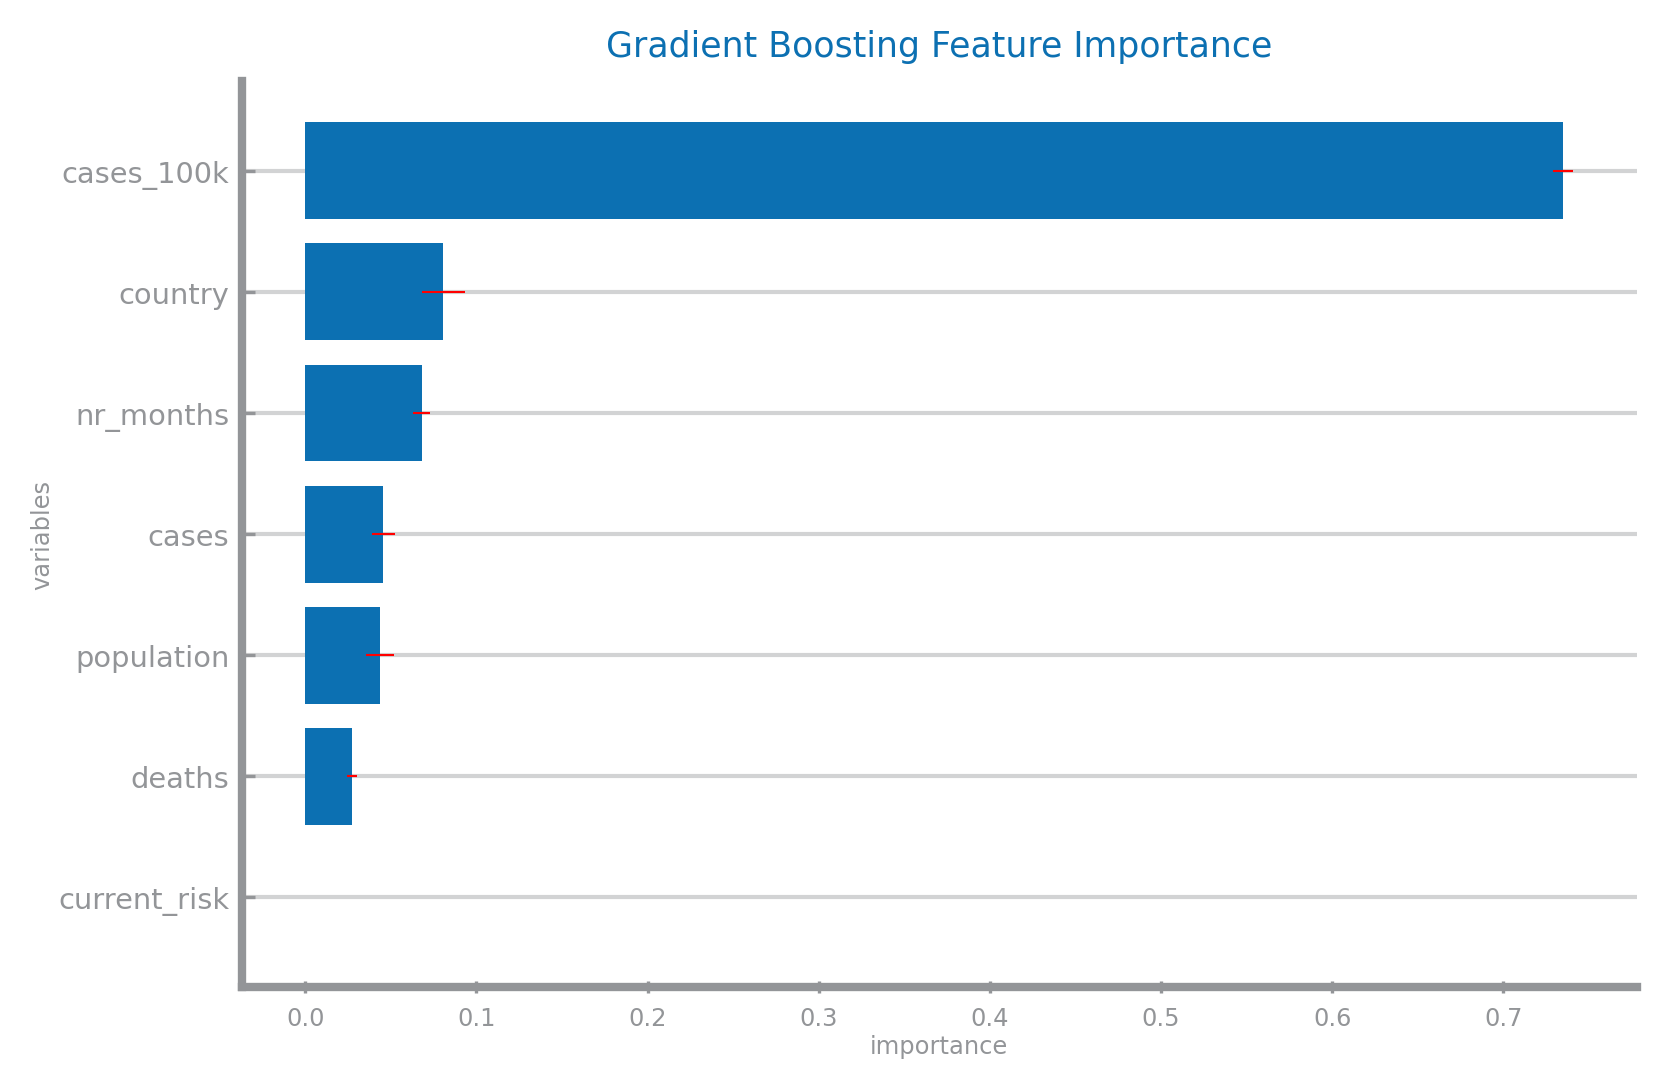 Gradient Boosting Feature Importance
cases_100k
country
nr_months
cases
population
deaths
current_risk
variables
0.0 0.1 0.2 0.3 0.4 0.5 0.6 0.7
importance